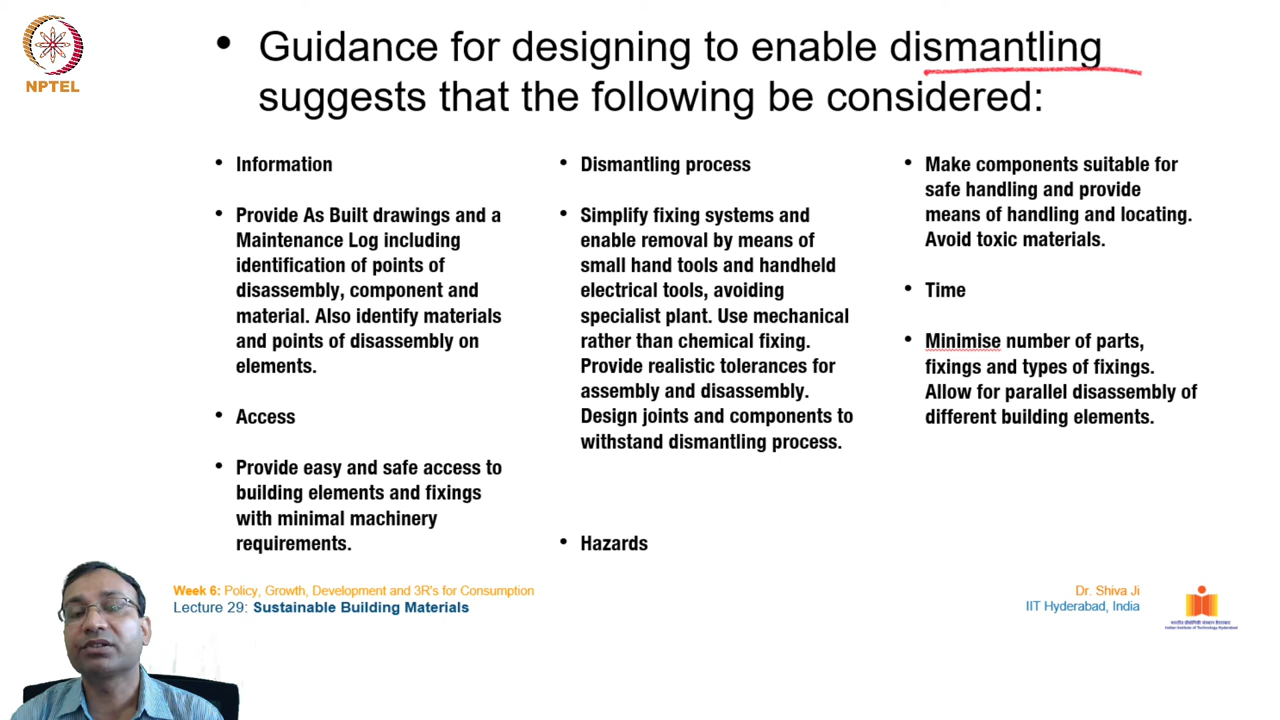 NPTEL
• Guidance for designing to enable dismantling
suggests that the following be considered:
• Information
• Provide As Built drawings and a
Maintenance Log including
identification of points of
disassembly, component and
material. Also identify materials
and points of disassembly on
elements.
• Access
• Provide easy and safe access to
building elements and fixings
with minimal machinery
requirements.
• Dismantling process
• Simplify fixing systems and
enable removal by means of
small hand tools and handheld
electrical tools, avoiding
specialist plant. Use mechanical
rather than chemical fixing.
Provide realistic tolerances for
assembly and disassembly.
Design joints and components to
withstand dismantling process.
• Hazards
• Make components suitable for
safe handling and provide
means of handling and locating.
Avoid toxic materials.
• Time
• Minimise number of parts,
fixings and types of fixings.
Allow for parallel disassembly of
different building elements.
Week 6: Policy, Growth, Development and 3R's for Consumption
Lecture 29: Sustainable Building Materials
Dr. Shiva Ji
IIT Hyderabad, India
Indian Institute of Technology Hyderabad